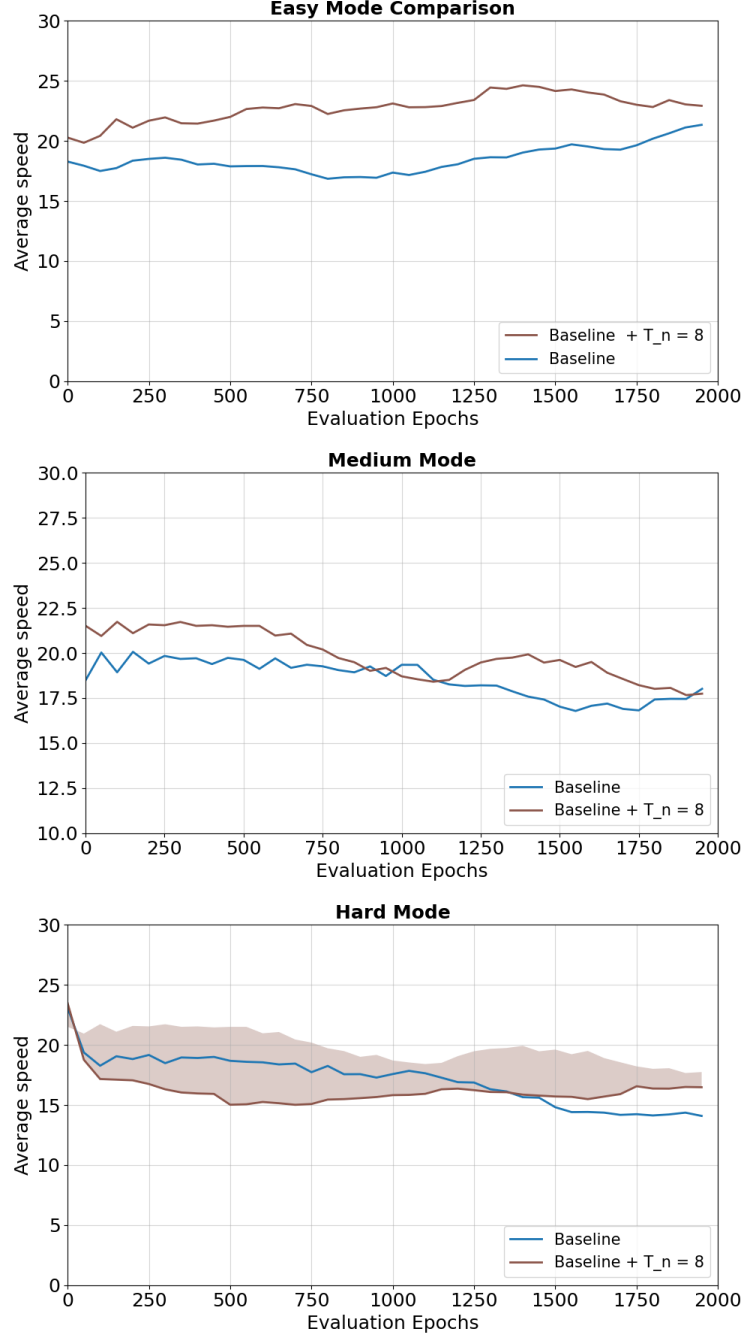 Easy Mode Comparison
30
25
20
15
10
5
0
Average speed
Baseline + T_n = 8
Baseline
0 250 500 750 1000 1250 1500 1750 2000
Evaluation Epochs
Medium Mode
30.0
27.5
25.0
22.5
20.0
17.5
15.0
12.5
10.0
Average speed
Baseline
Baseline + T_n = 8
0 250 500 750 1000 1250 1500 1750 2000
Evaluation Epochs
Hard Mode
30
25
20
15
10
5
0
Average speed
Baseline
Baseline + T_n = 8
0 250 500 750 1000 1250 1500 1750 2000
Evaluation Epochs